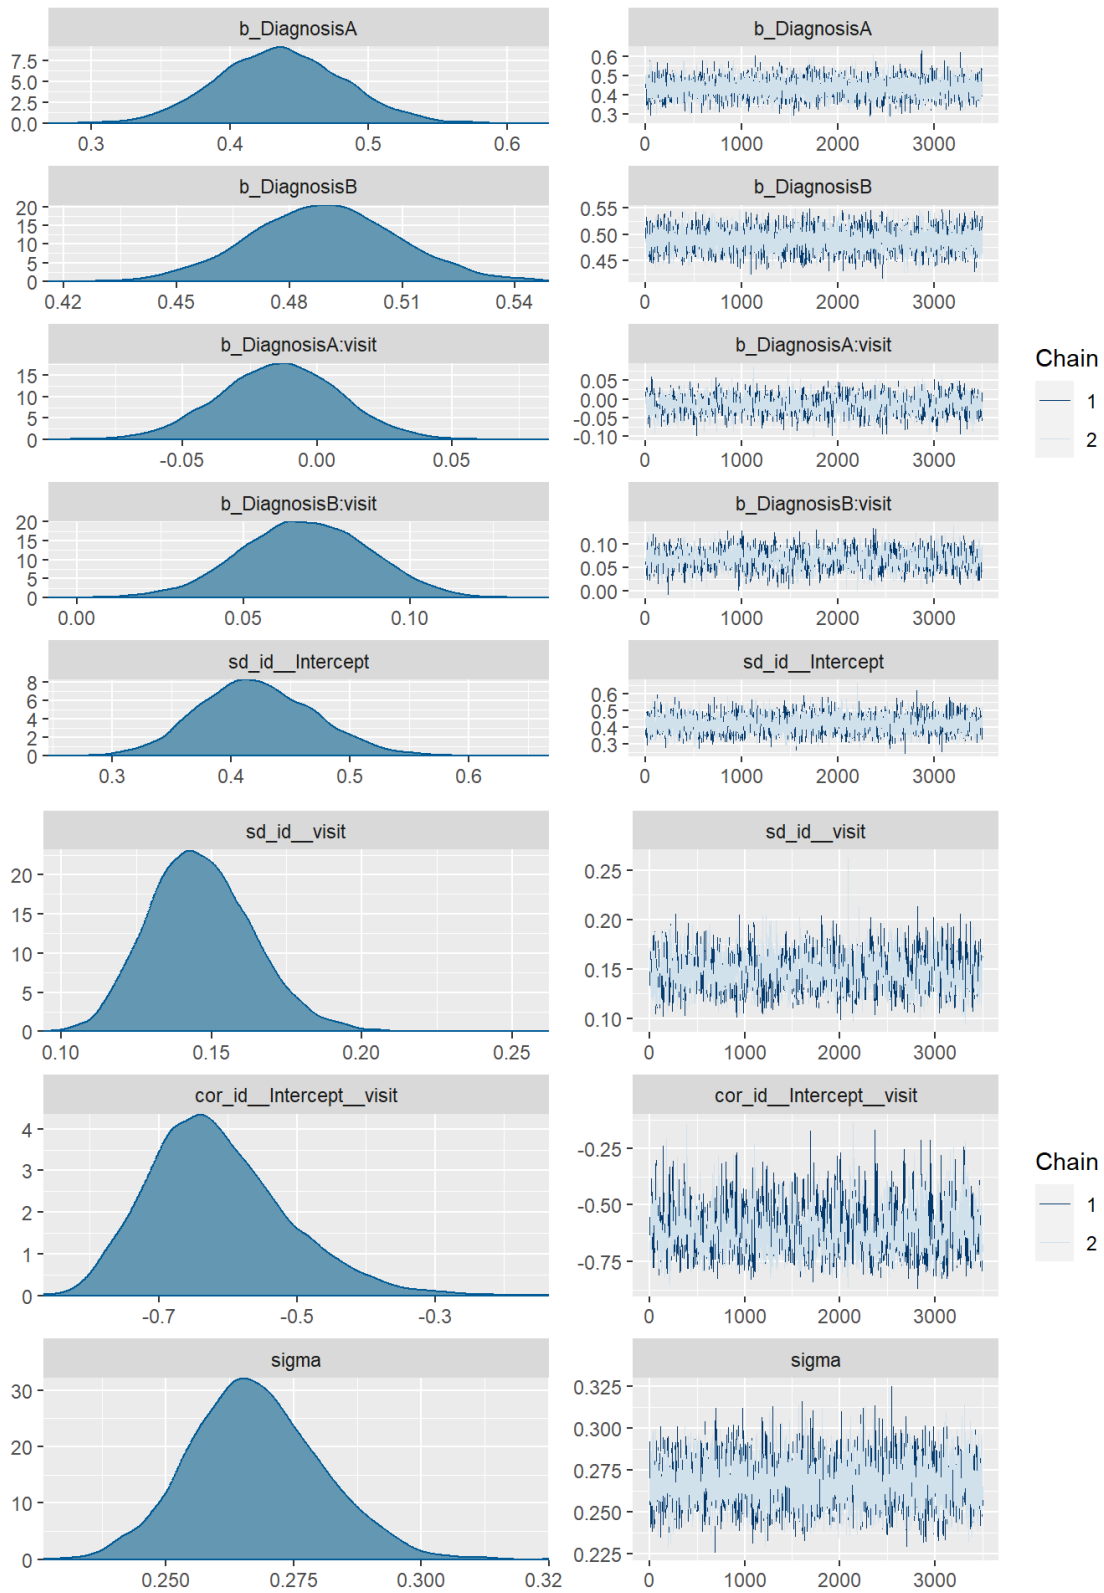 b_DiagnosisA
7.5
5.0
2.5
0.0
0.3 0.4 0.5 0.6
b_DiagnosisA
0.6
0.5
0.4
0.3
0 1000 2000 3000
b_DiagnosisB
20
15
10
5
0
0.42 0.45 0.48 0.51 0.54
b_DiagnosisB
0.55
0.50
0.45
0 1000 2000 3000
b_DiagnosisA:visit
15
10
5
0
-0.05 0.00 0.05
b_DiagnosisA:visit
0.05
0.00
-0.05
-0.10
0 1000 2000 3000
b_DiagnosisB:visit
20
15
10
5
0
0.00 0.05 0.10
b_DiagnosisB:visit
0.10
0.05
0.00
0 1000 2000 3000
sd_id__Intercept
8
6
4
2
0
0.3 0.4 0.5 0.6
sd_id__Intercept
0.6
0.5
0.4
0.3
0 1000 2000 3000
Chain
1
2
sd_id__visit
20
15
10
5
0
0.10 0.15 0.20 0.25
sd_id__visit
0.25
0.20
0.15
0.10
0 1000 2000 3000
cor_id__Intercept__visit
4
3
2
1
0
-0.7 -0.5 -0.3
cor_id__Intercept__visit
-0.25
-0.50
-0.75
0 1000 2000 3000
sigma
30
20
10
0
0.250 0.275 0.300 0.32
sigma
0.325
0.300
0.275
0.250
0.225
0 1000 2000 3000
Chain
1
2